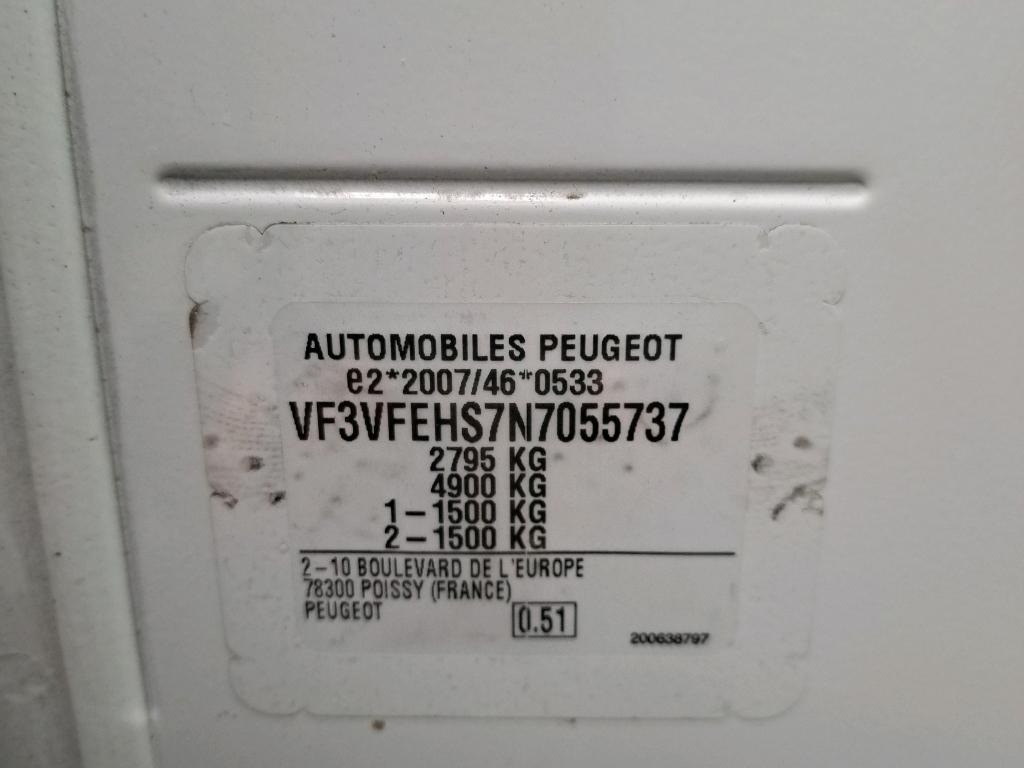 AUTOMOBILES PEUGEOT
e2*2007/46*0533
VF3VFEHS7N7055737
2795 KG
4900 KG
1-1500 KG
2-1500 KG
2-10 BOULEVARD DE L'EUROPE
78300 POISSY (FRANCE)
PEUGEOT
0.51
200638797